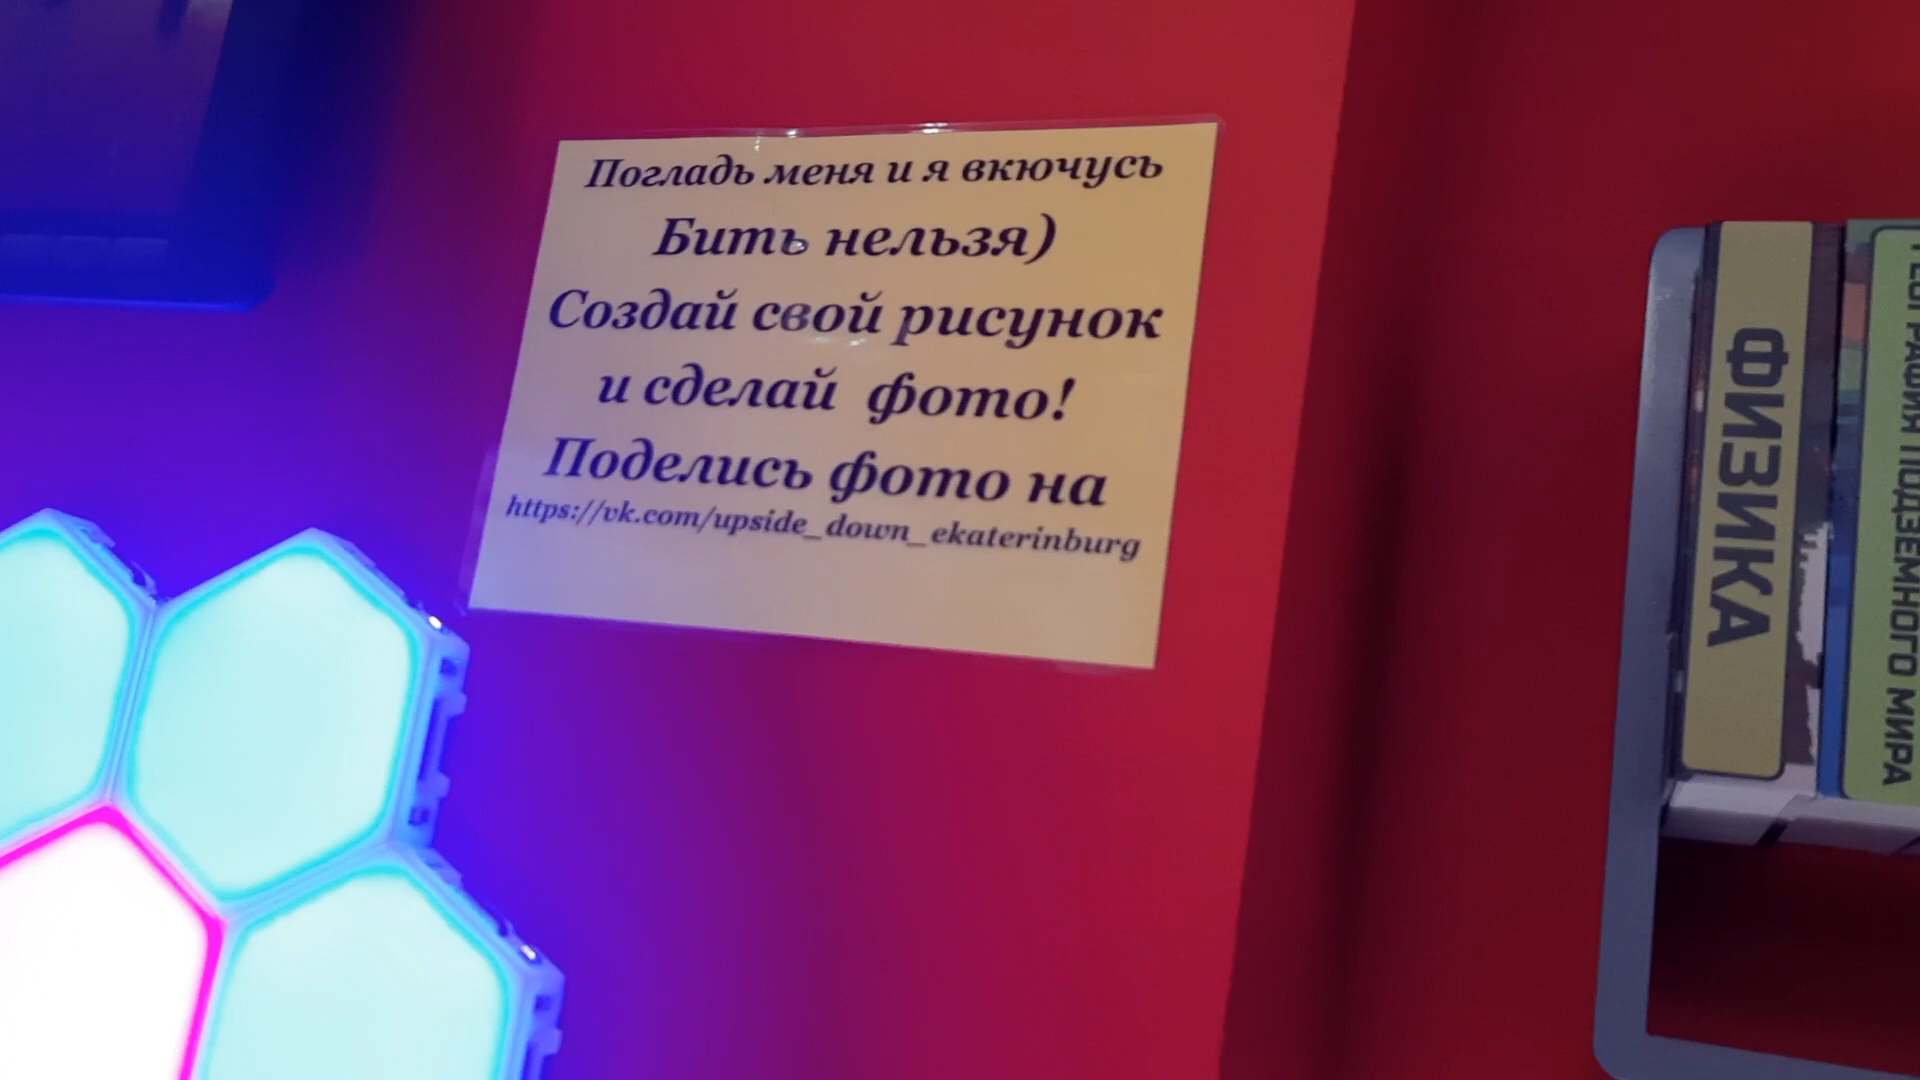 Погладь меня и я вкючусь
Бить нельзя)
Создай свой рисунок
и сделай фото!
Поделись фото на
https://vk.com/upside_down_ekaterinburg
ФИЗИКА
ГЕОГРАФИЯ ПОДЗЕМНОГО МИРА